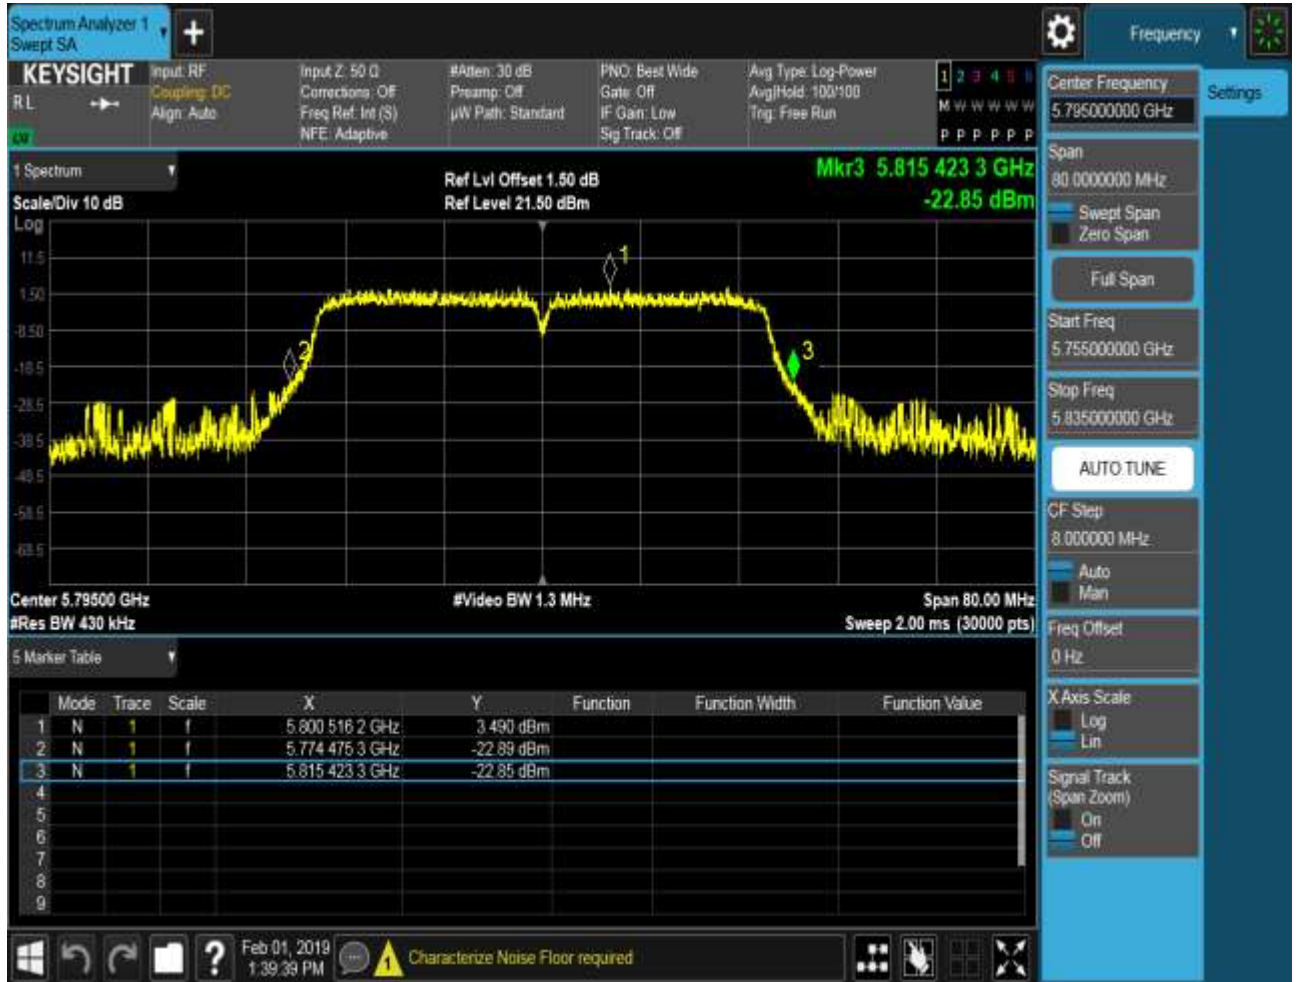 Spectrum Analyzer 1
Swept SA
+
Frequency
KEYSIGHT
RL
Input: RF
Coupling: DC
Align: Auto
Input Z: 50 Ω
Corrections: Off
Freq Ref: Int (S)
NFE: Adaptive
#Atten: 30 dB
Preamp: Off
µW Path: Standard
PNO: Best Wide
Gate: Off
IF Gain: Low
Sig Track: Off
Avg Type: Log-Power
Avg|Hold: 100/100
Trig: Free Run
1 2 3 4 5 6
M W W W W W
P P P P P P
1 Spectrum
Scale/Div 10 dB
Ref Lvl Offset 1.50 dB
Ref Level 21.50 dBm
Mkr3 5.815 423 3 GHz
-22.85 dBm
Log
11.5
1.50
-8.50
-18.5
-28.5
-38.5
-48.5
-58.5
-68.5
1
2
3
Center 5.79500 GHz
#Res BW 430 kHz
#Video BW 1.3 MHz
Span 80.00 MHz
Sweep 2.00 ms (30000 pts)
5 Marker Table
Mode Trace Scale X Y Function Function Width Function Value
1 N 1 f 5.800 516 2 GHz 3.490 dBm
2 N 1 f 5.774 475 3 GHz -22.89 dBm
3 N 1 f 5.815 423 3 GHz -22.85 dBm
4
5
6
7
8
9
Center Frequency
5.795000000 GHz
Settings
Span
80.0000000 MHz
Swept Span
Zero Span
Full Span
Start Freq
5.755000000 GHz
Stop Freq
5.835000000 GHz
AUTO TUNE
CF Step
8.000000 MHz
Auto
Man
Freq Offset
0 Hz
X Axis Scale
Log
Lin
Signal Track
(Span Zoom)
On
Off
?
Feb 01, 2019
1:39:39 PM
1
Characterize Noise Floor required